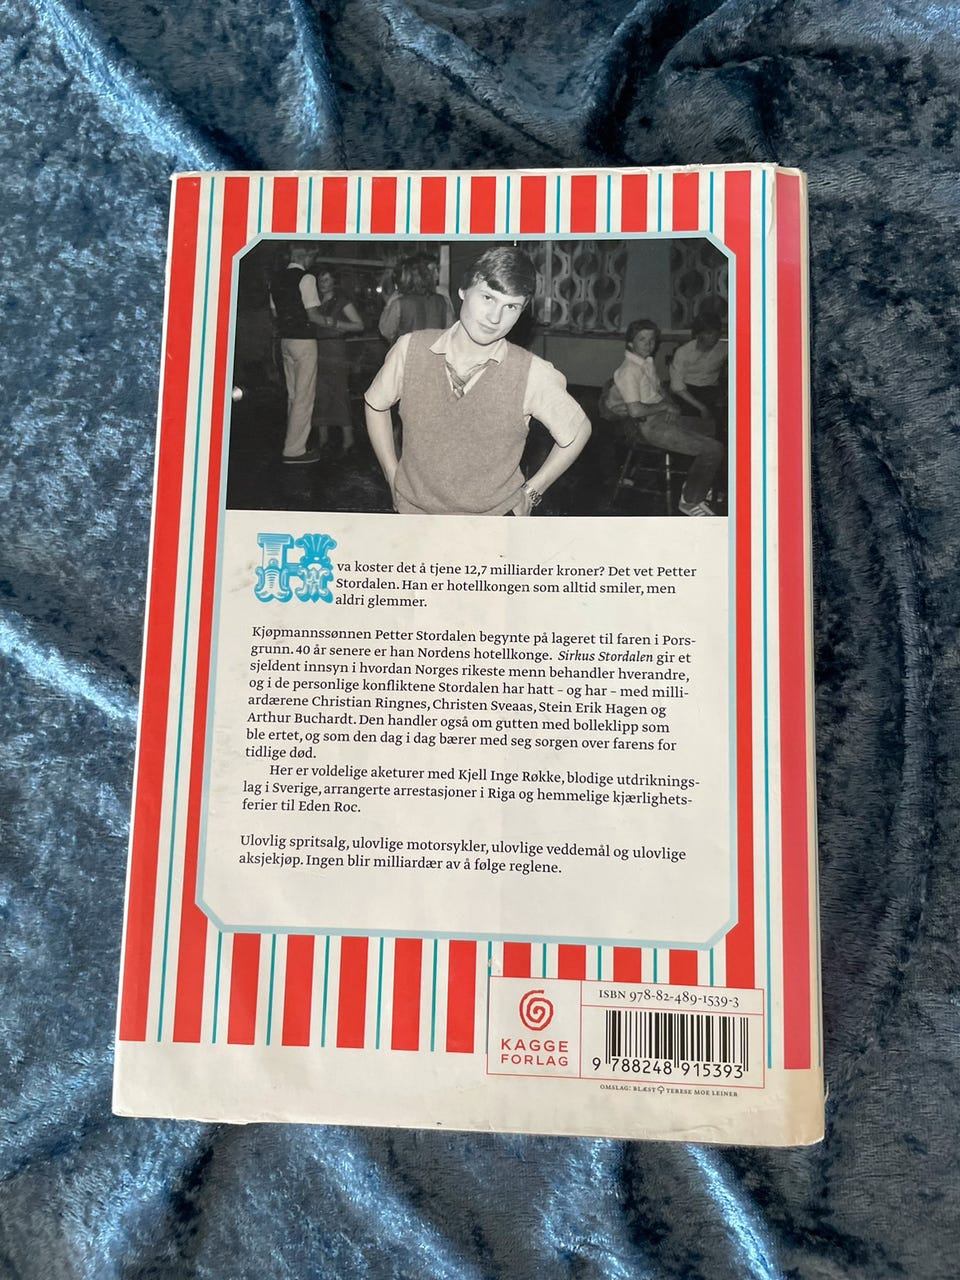 Hva koster det å tjene 12,7 milliarder kroner? Det vet Petter
Stordalen. Han er hotellkongen som alltid smiler, men
aldri glemmer.
Kjøpmannssønnen Petter Stordalen begynte på lageret til faren i Pors-
grunn. 40 år senere er han Nordens hotellkonge. Sirkus Stordalen gir et
sjeldent innsyn i hvordan Norges rikeste menn behandler hverandre,
og i de personlige konfliktene Stordalen har hatt – og har – med milli-
ardærene Christian Ringnes, Christen Sveaas, Stein Erik Hagen og
Arthur Buchardt. Den handler også om gutten med bolleklipp som
ble ertet, og som den dag i dag bærer med seg sorgen over farens for
tidlige død.
Her er voldelige aketurer med Kjell Inge Røkke, blodige utdriknings-
lag i Sverige, arrangerte arrestasjoner i Riga og hemmelige kjærlighets-
ferier til Eden Roc.
Ulovlig spritsalg, ulovlige motorsykler, ulovlige veddemål og ulovlige
aksjekjøp. Ingen blir milliardær av å følge reglene.
KAGGE
FORLAG
ISBN 978-82-489-1539-3
9 788248 915393
OMSLAG: BLÆST TERESE MOE LEINER